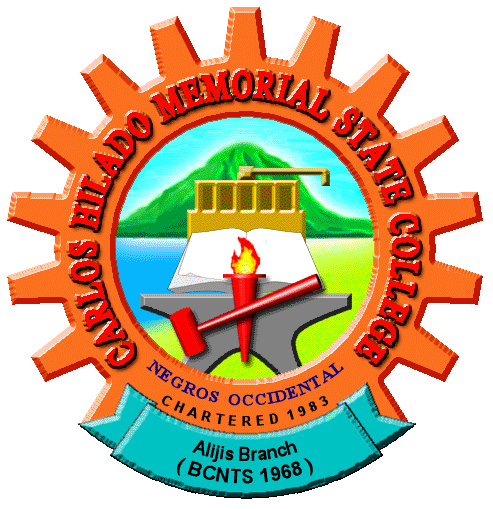 CARLOS HILADO MEMORIAL STATE COLLEGE
NEGROS OCCIDENTAL
CHARTERED 1983
Alijis Branch
( BCNTS 1968 )